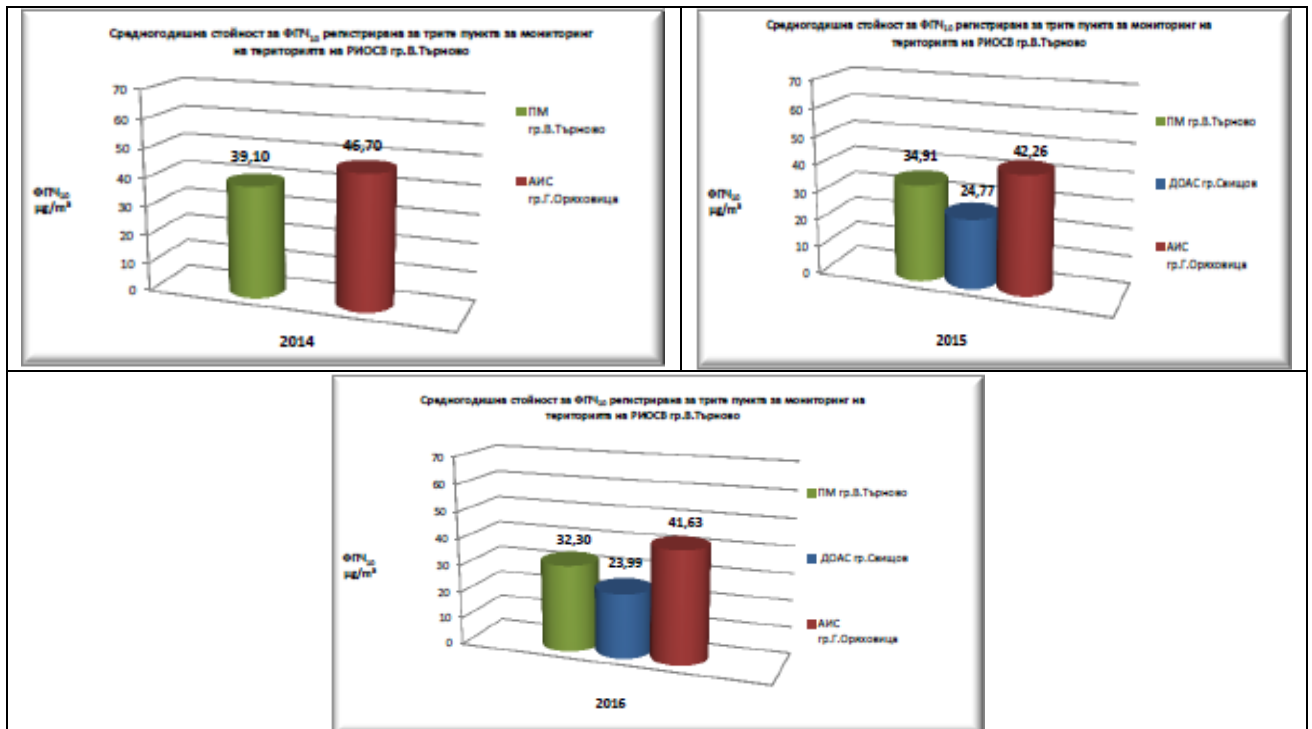 Средногодишна стойност за ФПЧ₁₀ регистрирана за трите пункта за мониторинг
на територията на РИОСВ гр.В.Търново
70
60
50
40
30
20
10
0
ФПЧ₁₀
µg/m³
39,10
46,70
ПМ
гр.В.Търново
АИС
гр.Г.Оряховица
2014
Средногодишна стойност за ФПЧ₁₀ регистрирана за трите пункта за мониторинг на
територията на РИОСВ гр.В.Търново
70
60
50
40
30
20
10
0
ФПЧ₁₀
µg/m³
34,91
24,77
42,26
ПМ гр.В.Търново
ДОАС гр.Свищов
АИС
гр.Г.Оряховица
2015
Средногодишна стойност за ФПЧ₁₀ регистрирана за трите пункта за мониторинг на
територията на РИОСВ гр.В.Търново
70
60
50
40
30
20
10
0
ФПЧ₁₀
µg/m³
32,30
23,99
41,63
ПМ гр.В.Търново
ДОАС гр.Свищов
АИС
гр.Г.Оряховица
2016